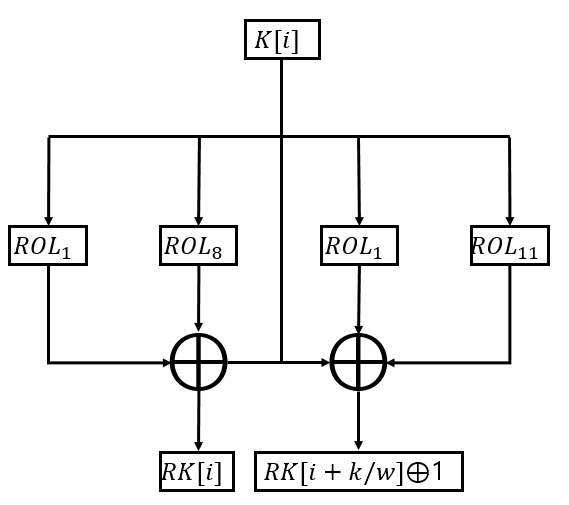 K[i]
ROL₁ ROL₈ ROL₁ ROL₁₁
RK[i] RK[i + k/w]⊕1